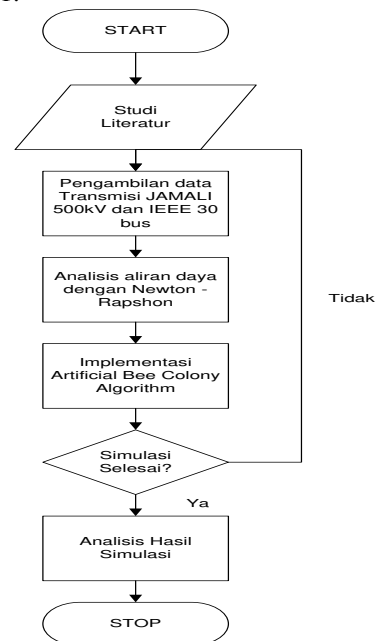 START
Studi
Literatur
Pengambilan data
Transmisi JAMALI
500kV dan IEEE 30
bus
Analisis aliran daya
dengan Newton -
Rapshon
Tidak
Implementasi
Artificial Bee Colony
Algorithm
Simulasi
Selesai?
Ya
Analisis Hasil
Simulasi
STOP